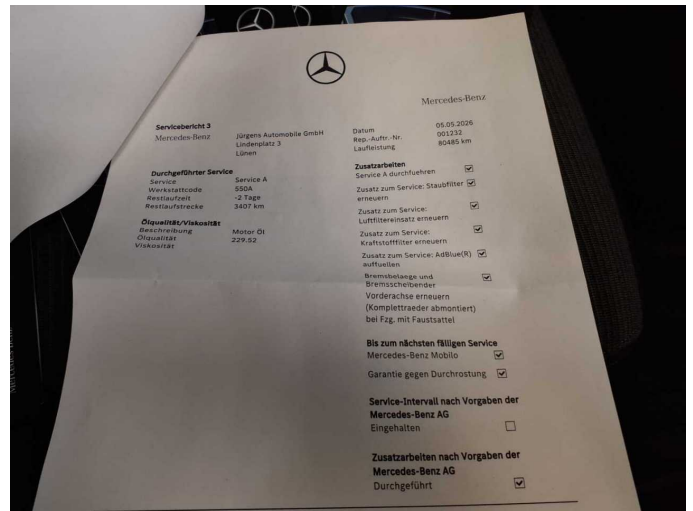 Mercedes-Benz
Servicebericht 3
Mercedes-Benz
Jürgens Automobile GmbH
Lindenplatz 3
Lünen
Datum 05.05.2026
Rep.-Auftr.-Nr. 001232
Laufleistung 80485 km
Durchgeführter Service
Service Service A
Werkstattcode 550A
Restlaufzeit -2 Tage
Restlaufstrecke 3407 km
Ölqualität/Viskosität
Beschreibung Motor Öl
Ölqualität 229.52
Viskosität
Zusatzarbeiten
Service A durchfuehren
Zusatz zum Service: Staubfilter
erneuern
Zusatz zum Service:
Luftfiltereinsatz erneuern
Zusatz zum Service:
Kraftstofffilter erneuern
Zusatz zum Service: AdBlue(R)
auffuellen
Bremsbelaege und
Bremsscheibender
Vorderachse erneuern
(Komplettraeder abmontiert)
bei Fzg. mit Faustsattel
Bis zum nächsten fälligen Service
Mercedes-Benz Mobilo
Garantie gegen Durchrostung
Service-Intervall nach Vorgaben der
Mercedes-Benz AG
Eingehalten
Zusatzarbeiten nach Vorgaben der
Mercedes-Benz AG
Durchgeführt